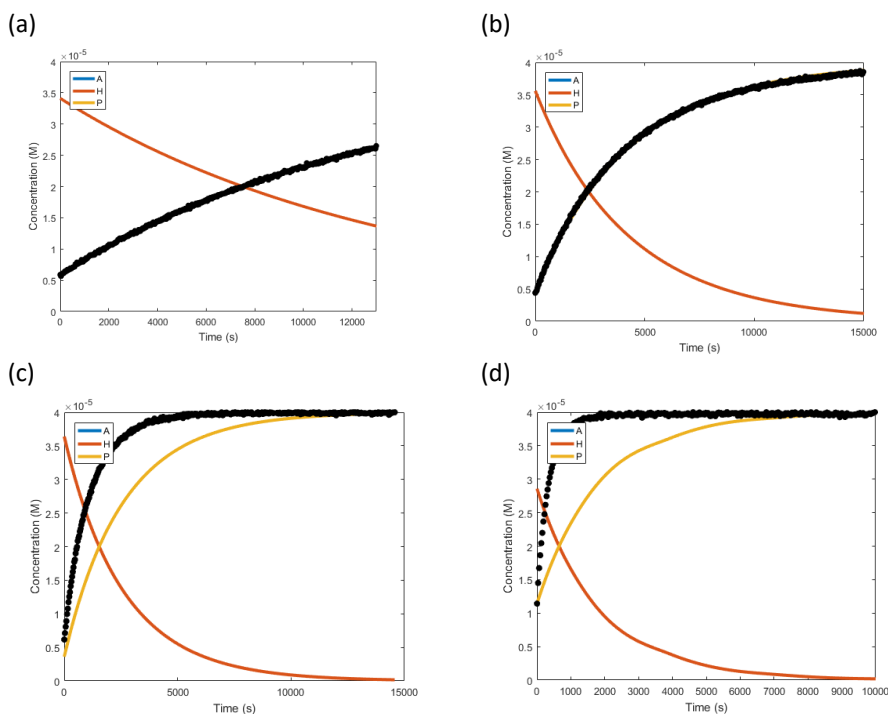 (a)
×10⁻⁵
4
3.5
3
2.5
2
1.5
1
0.5
0
Concentration (M)
A
H
P
0 2000 4000 6000 8000 10000 12000
Time (s)
(b)
×10⁻⁵
4
3.5
3
2.5
2
1.5
1
0.5
0
Concentration (M)
A
H
P
0 5000 10000 15000
Time (s)
(c)
×10⁻⁵
4
3.5
3
2.5
2
1.5
1
0.5
0
Concentration (M)
A
H
P
0 5000 10000 15000
Time (s)
(d)
×10⁻⁵
4
3.5
3
2.5
2
1.5
1
0.5
0
Concentration (M)
A
H
P
0 1000 2000 3000 4000 5000 6000 7000 8000 9000 10000
Time (s)